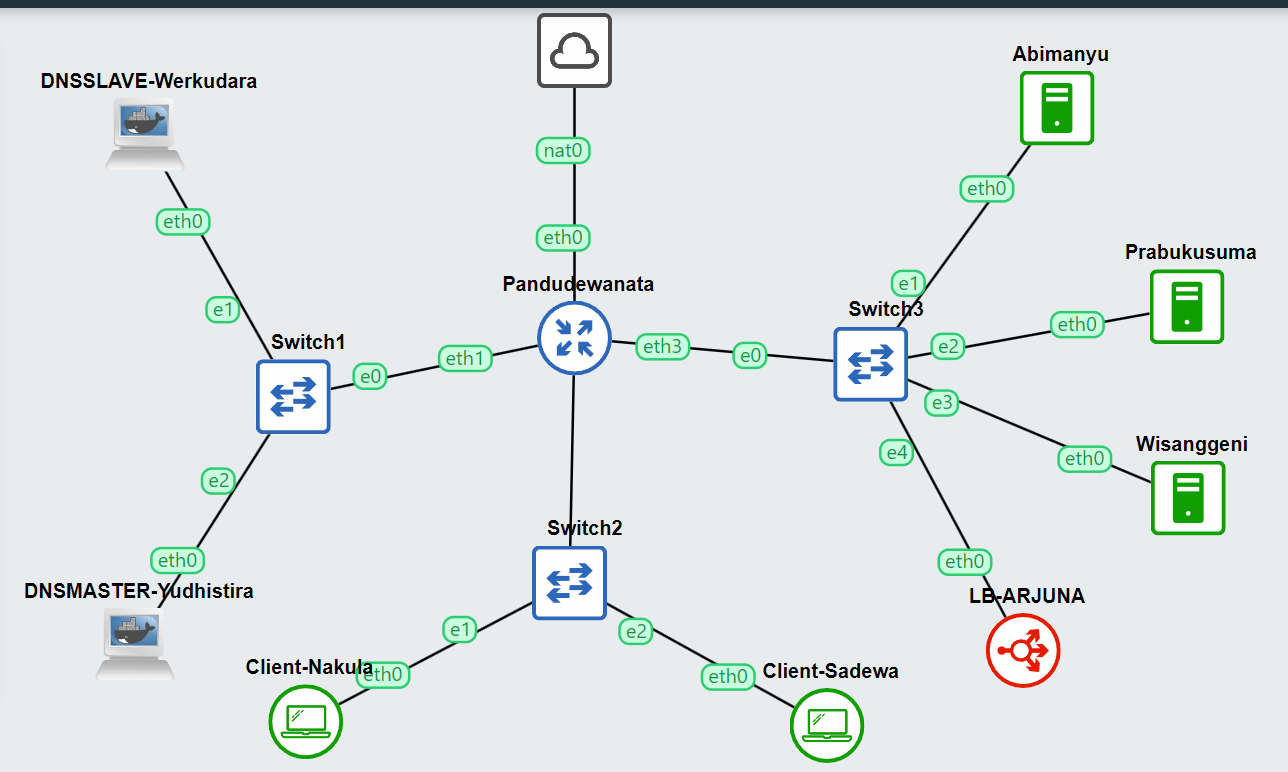 Abimanyu
DNSSLAVE-Werkudara
nat0
eth0
eth0
eth0
Prabukusuma
Pandudewanata
e1
e1
Switch3
eth0
Switch1
eth3
e2
eth1
e0
e0
e3
Wisanggeni
e4
eth0
e2
Switch2
eth0
eth0
DNSMASTER-Yudhistira
LB-ARJUNA
e1
e2
Client-Nakula
eth0
eth0
Client-Sadewa